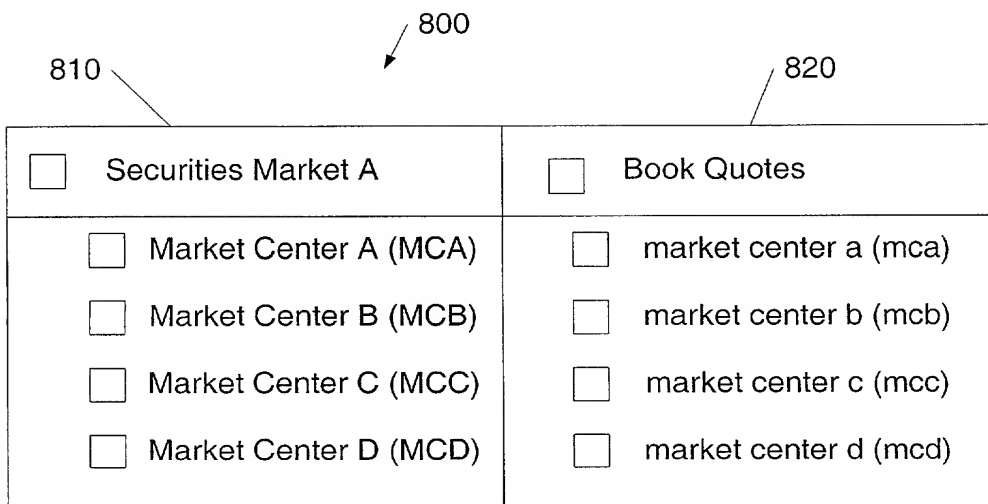 800
810
820
Securities Market A
Book Quotes
Market Center A (MCA)
market center a (mca)
Market Center B (MCB)
market center b (mcb)
Market Center C (MCC)
market center c (mcc)
Market Center D (MCD)
market center d (mcd)